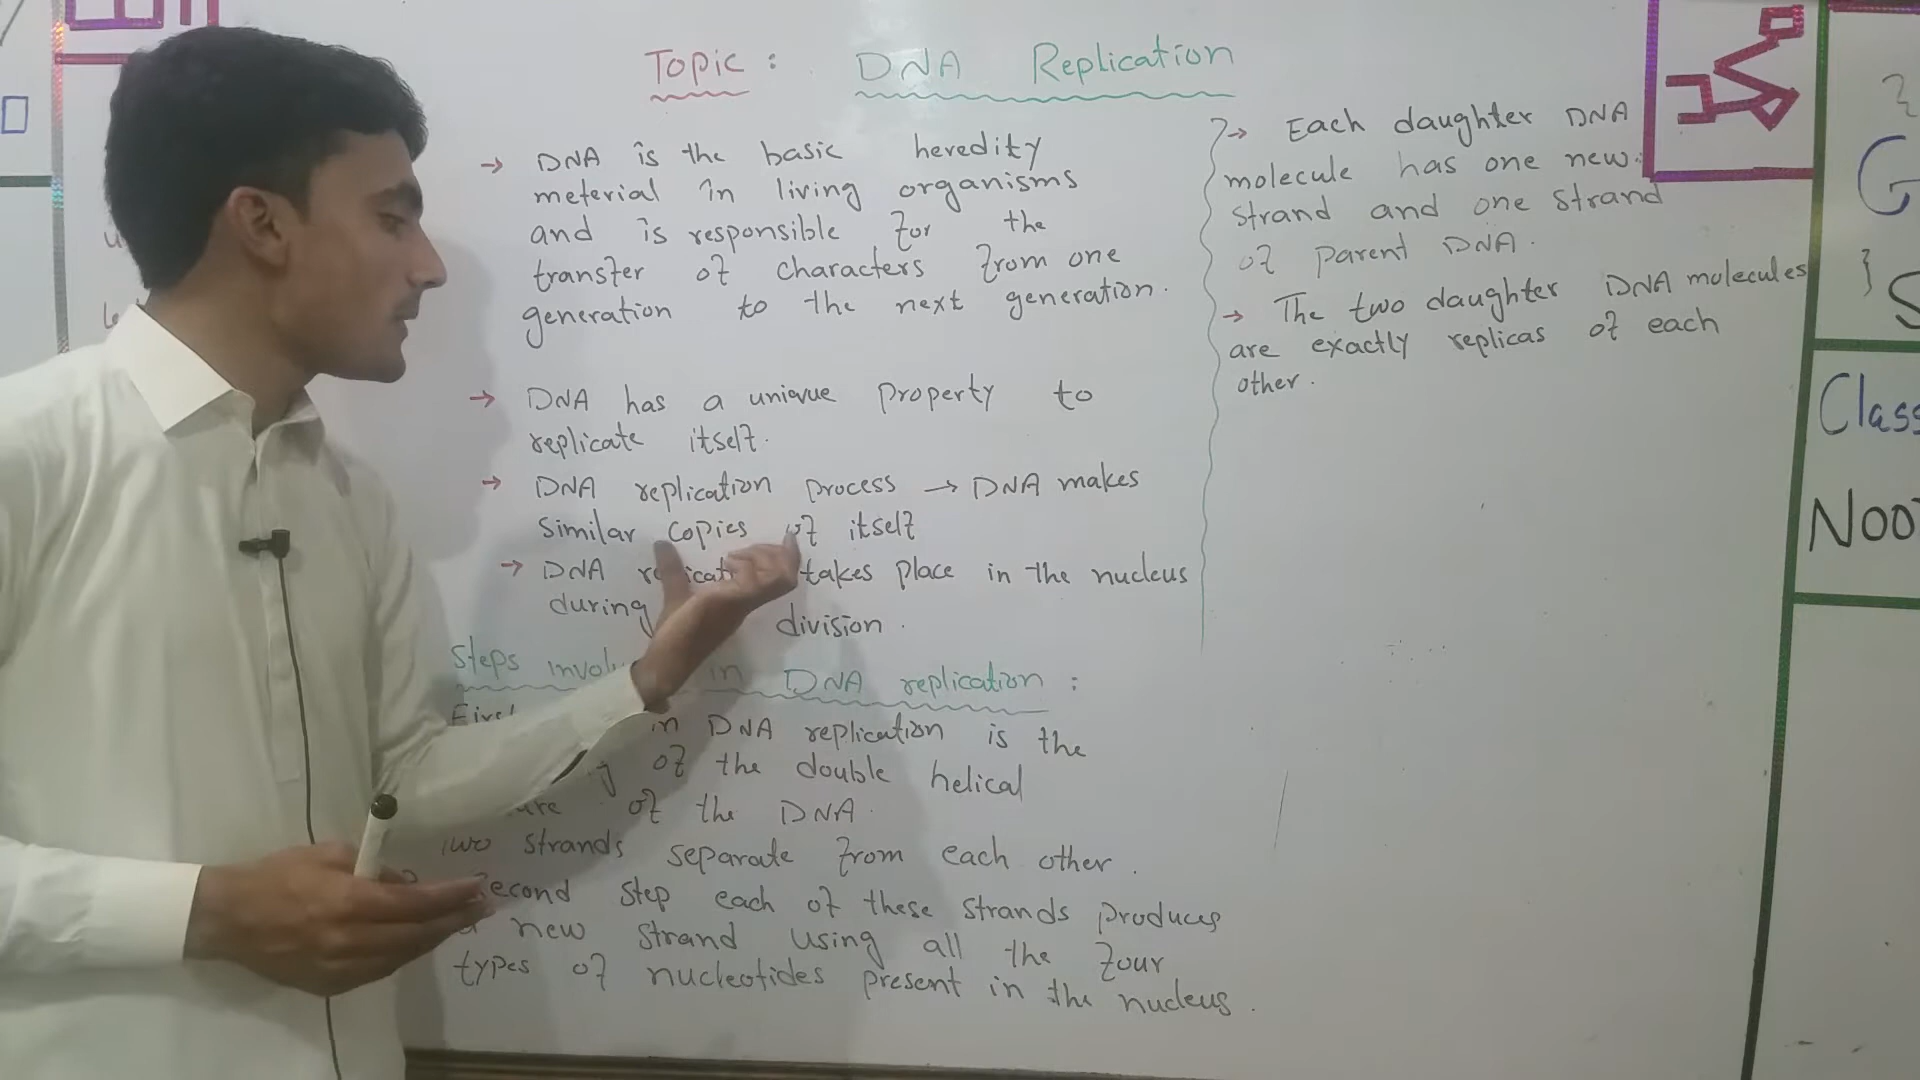 Topic : DNA Replication
→ DNA is the basic heredity
meterial in living organisms
and is responsible for the
transfer of characters from one
generation to the next generation.
→ DNA has a unique property to
replicate itself.
→ DNA replication process → DNA makes
similar copies of itself
→ DNA takes place in the nucleus
during division.
Steps in DNA replication :
in DNA replication is the
of the double helical
of the DNA.
Two strands separate from each other.
Second step each of these strands produces
a new strand using all the four
types of nucleotides present in the nucleus.
→ Each daughter DNA
molecule has one new
strand and one strand
of parent DNA.
→ The two daughter DNA molecules
are exactly replicas of each
other.
Class